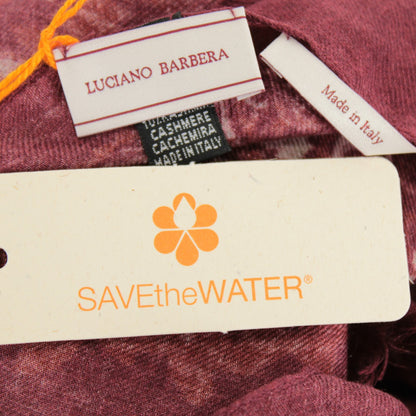 LUCIANO BARBERA
Made in Italy
CASHMERE
CACHEMIRA
MADE IN ITALY
SAVEtheWATER®